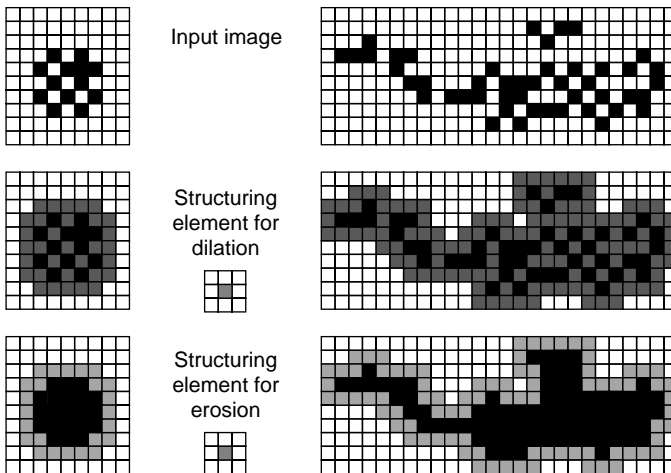 Input image
Structuring
element for
dilation
Structuring
element for
erosion